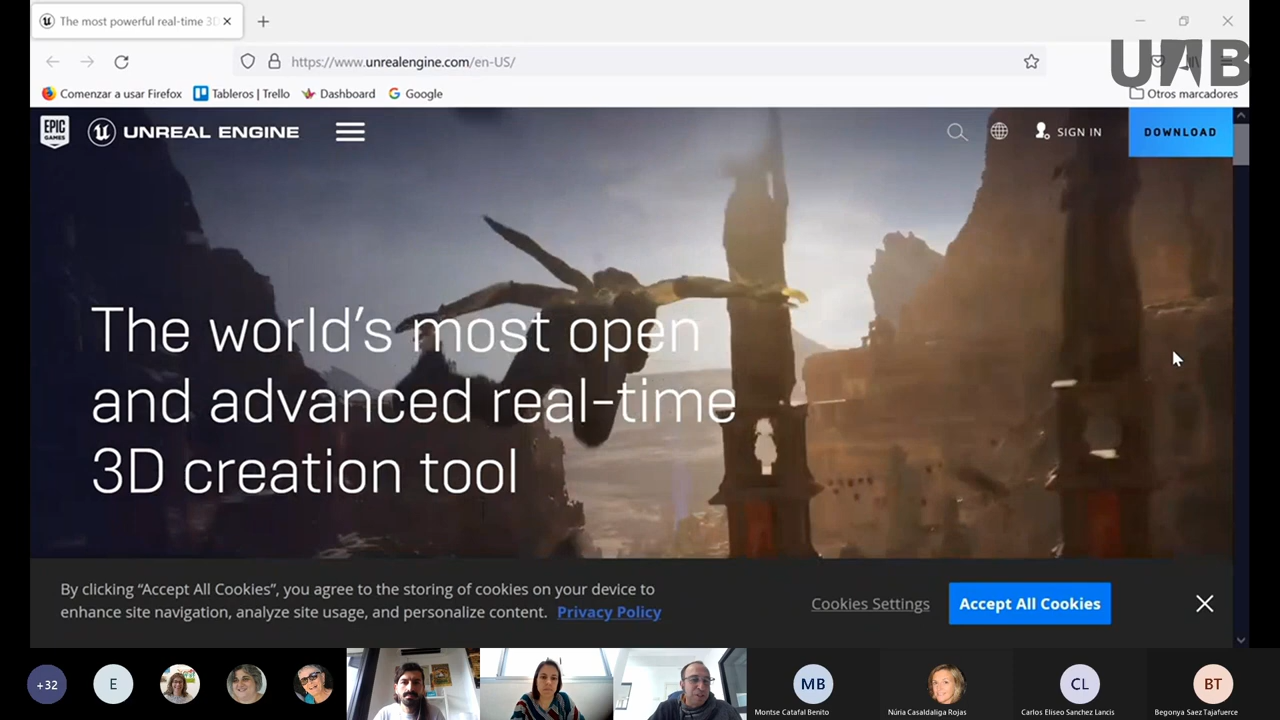 The most powerful real-time 3D
UAB
https://www.unrealengine.com/en-US/
Comenzar a usar Firefox
Tableros | Trello
Dashboard
Google
Otros marcadores
EPIC GAMES
UNREAL ENGINE
SIGN IN
DOWNLOAD
The world's most open
and advanced real-time
3D creation tool
By clicking “Accept All Cookies”, you agree to the storing of cookies on your device to
enhance site navigation, analyze site usage, and personalize content. Privacy Policy
Cookies Settings
Accept All Cookies
+32
E
MB
CL
BT
Montse Catafal Benito
Núria Casaldaliga Rojas
Carlos Eliseo Sanchez Lancis
Begonya Saez Tajafuerce